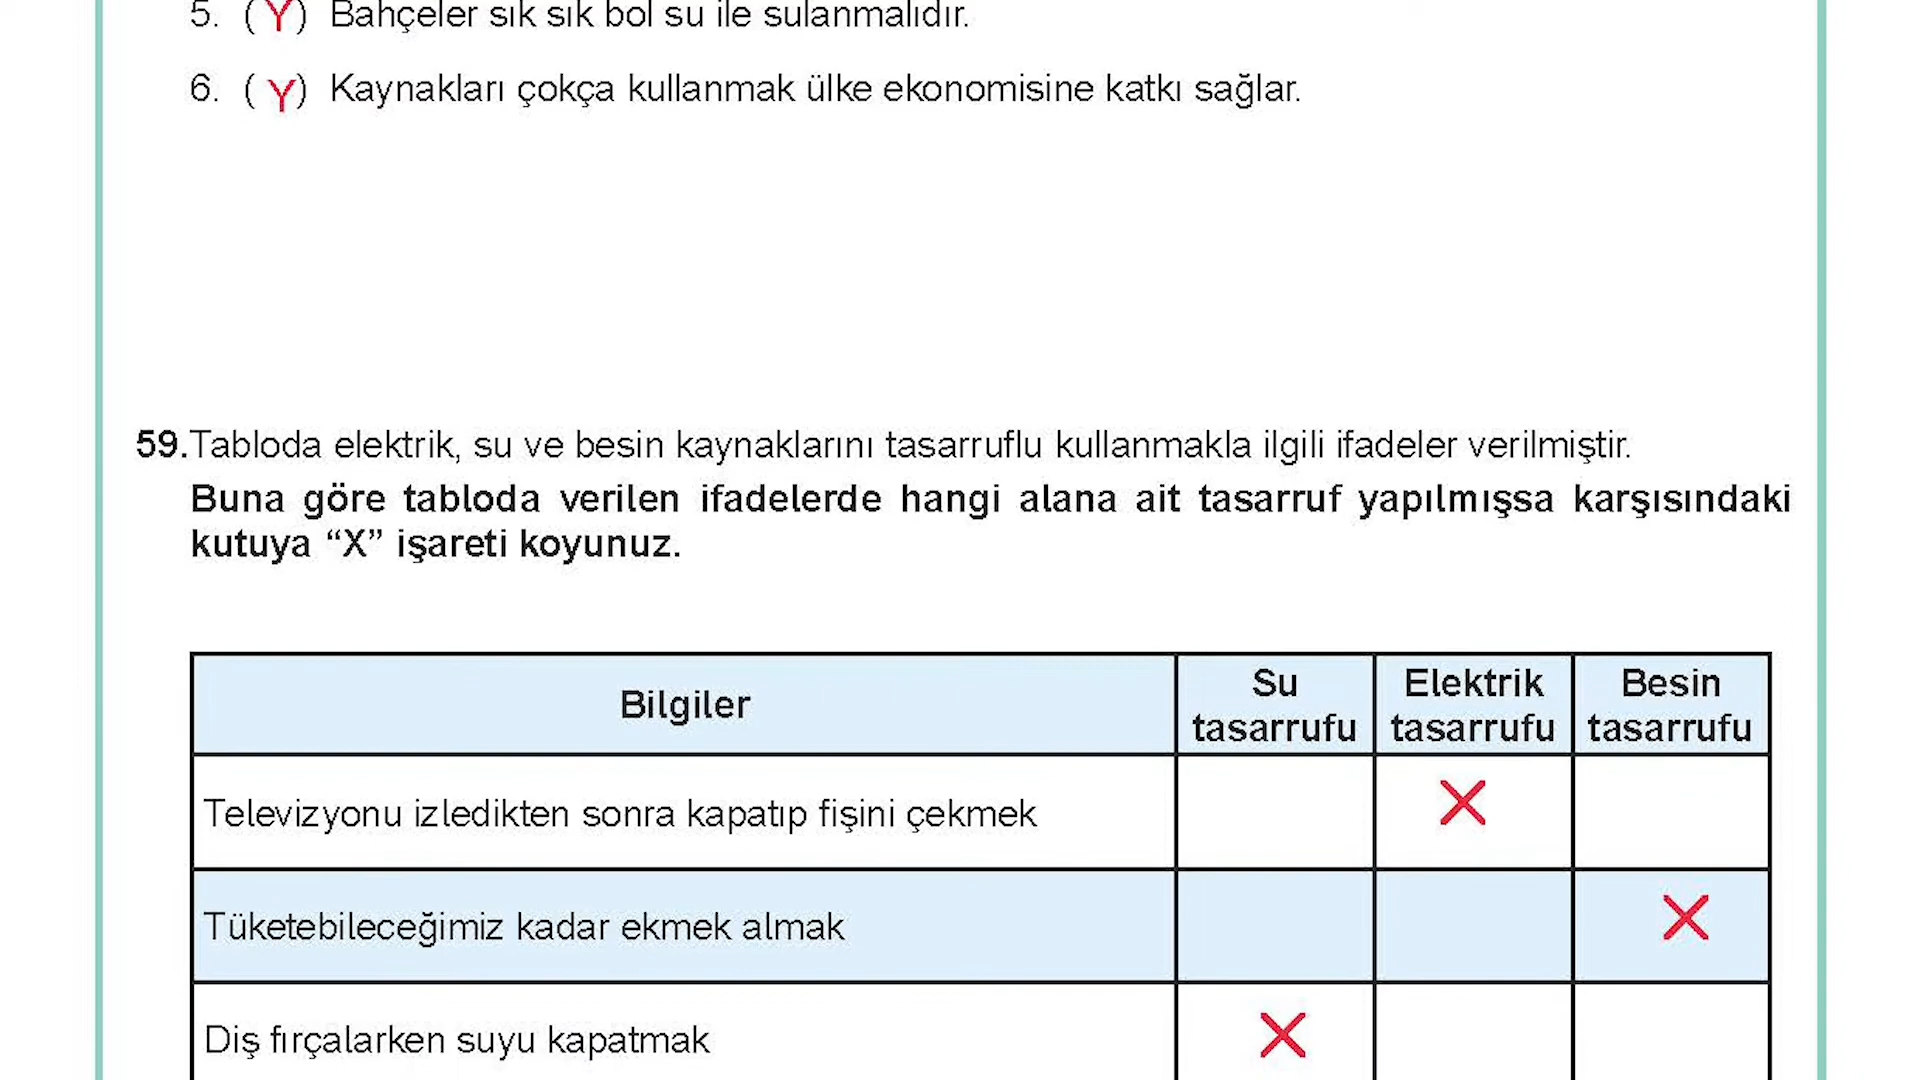 5. (Y) Bahçeler sık sık bol su ile sulanmalıdır.
6. (Y) Kaynakları çokça kullanmak ülke ekonomisine katkı sağlar.
59.Tabloda elektrik, su ve besin kaynaklarını tasarruflu kullanmakla ilgili ifadeler verilmiştir.
Buna göre tabloda verilen ifadelerde hangi alana ait tasarruf yapılmışsa karşısındaki
kutuya “X” işareti koyunuz.
Bilgiler
Su
tasarrufu
Elektrik
tasarrufu
Besin
tasarrufu
Televizyonu izledikten sonra kapatıp fişini çekmek
X
Tüketebileceğimiz kadar ekmek almak
X
Diş fırçalarken suyu kapatmak
X